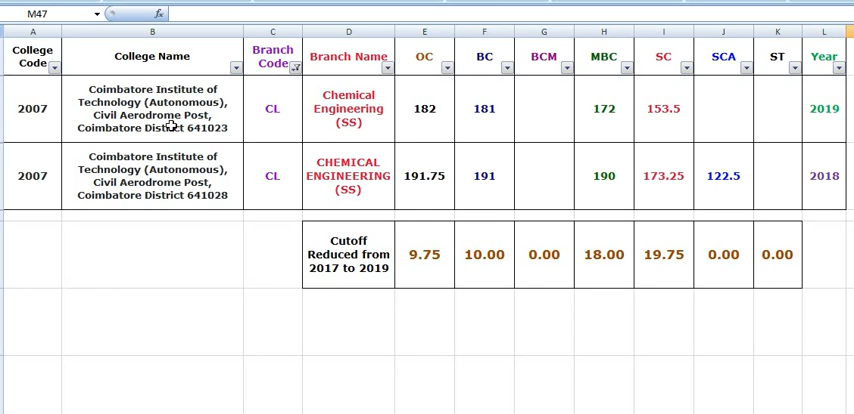 M47
fx
A B C D E F G H I J K L
College Code
College Name
Branch Code
Branch Name
OC
BC
BCM
MBC
SC
SCA
ST
Year
2007
Coimbatore Institute of
Technology (Autonomous),
Civil Aerodrome Post,
Coimbatore District 641023
CL
Chemical
Engineering
(SS)
182
181
172
153.5
2019
2007
Coimbatore Institute of
Technology (Autonomous),
Civil Aerodrome Post,
Coimbatore District 641028
CL
CHEMICAL
ENGINEERING
(SS)
191.75
191
190
173.25
122.5
2018
Cutoff
Reduced from
2017 to 2019
9.75
10.00
0.00
18.00
19.75
0.00
0.00